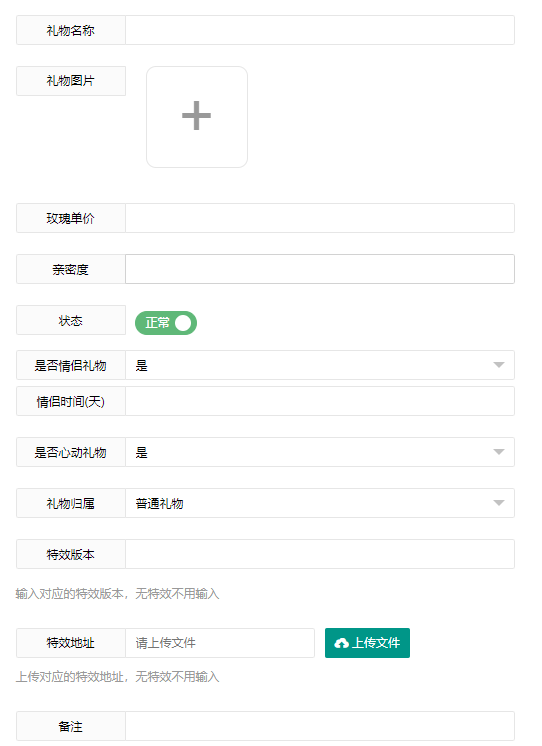 礼物名称
礼物图片
玫瑰单价
亲密度
状态 正常
是否情侣礼物 是
情侣时间(天)
是否心动礼物 是
礼物归属 普通礼物
特效版本
输入对应的特效版本，无特效不用输入
特效地址 请上传文件 上传文件
上传对应的特效地址，无特效不用输入
备注